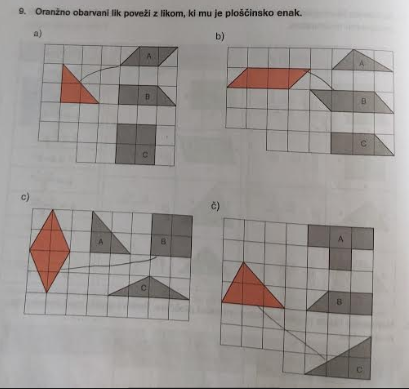 9. Oranžno obarvani lik poveži z likom, ki mu je ploščinsko enak.
a)
b)
A
A
B
B
C
C
c)
č)
A
B
C
A
B
C